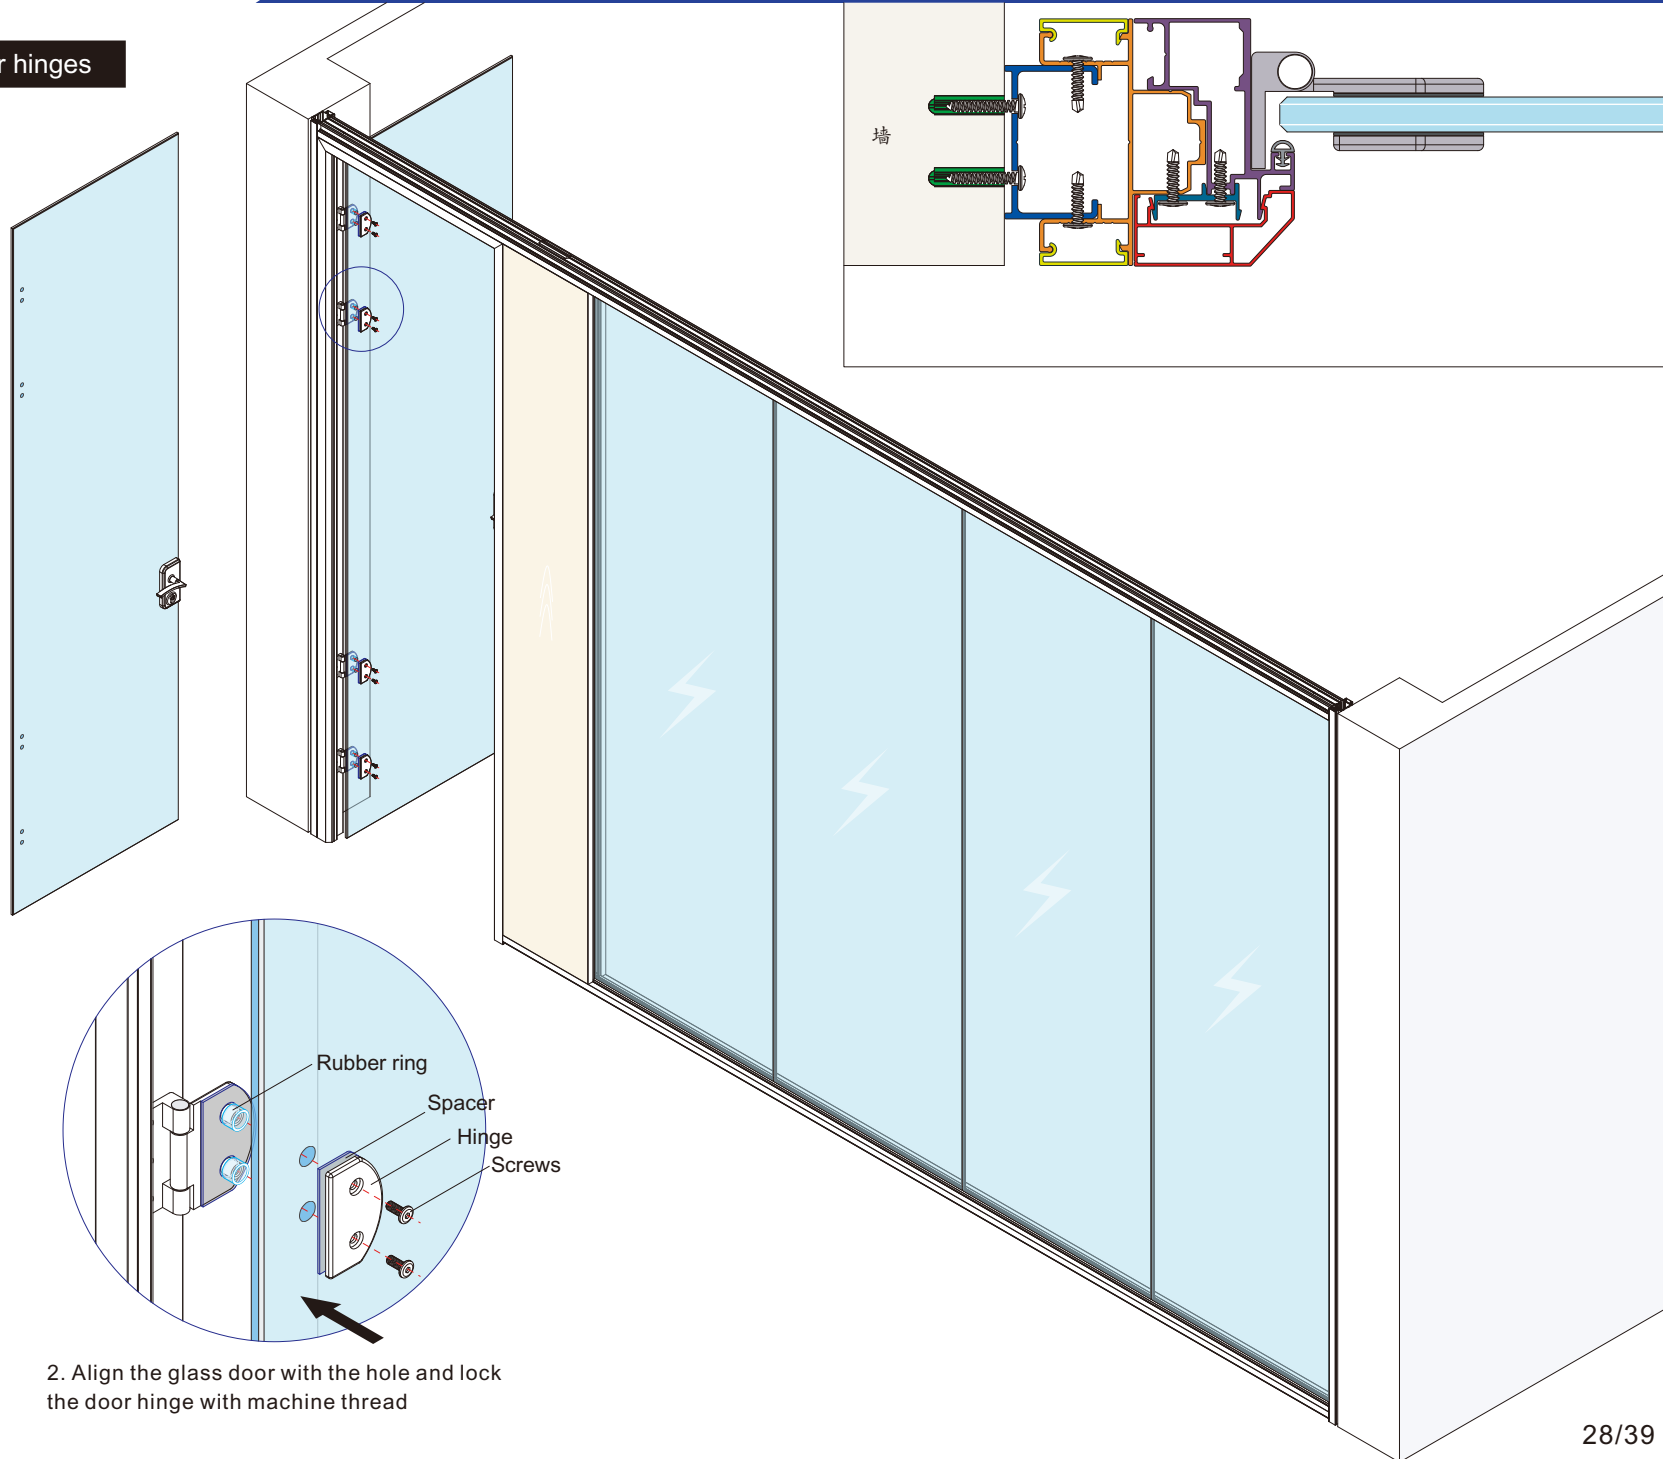 hinges
墙
Rubber ring
Spacer
Hinge
Screws
2. Align the glass door with the hole and lock
the door hinge with machine thread
28/39